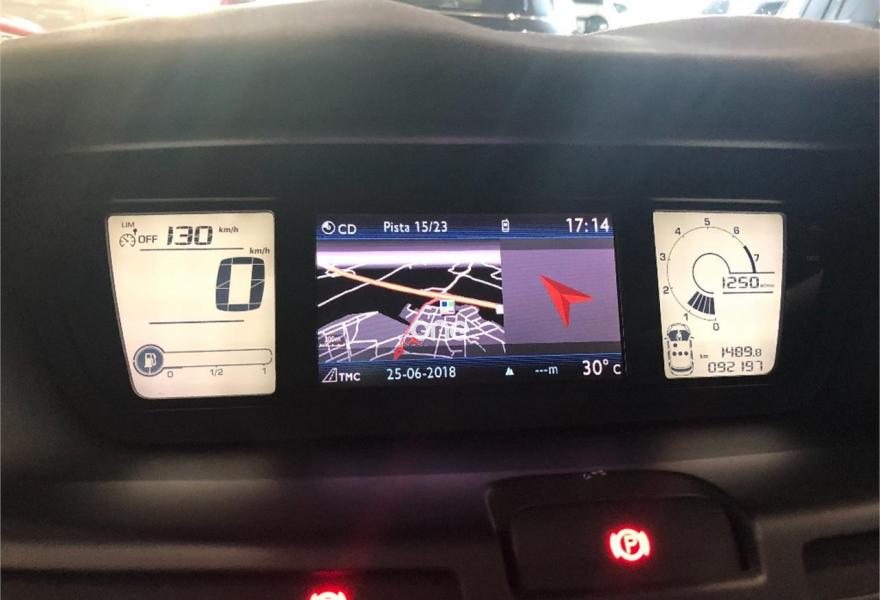 LIM
OFF 130 km/h
km/h
0
0 1/2 1
CD Pista 15/23 17:14
300m
TMC 25-06-2018 ---m 30° C
5
4 6
3 7
1250
2
1
0
km 1489.8
092197
P